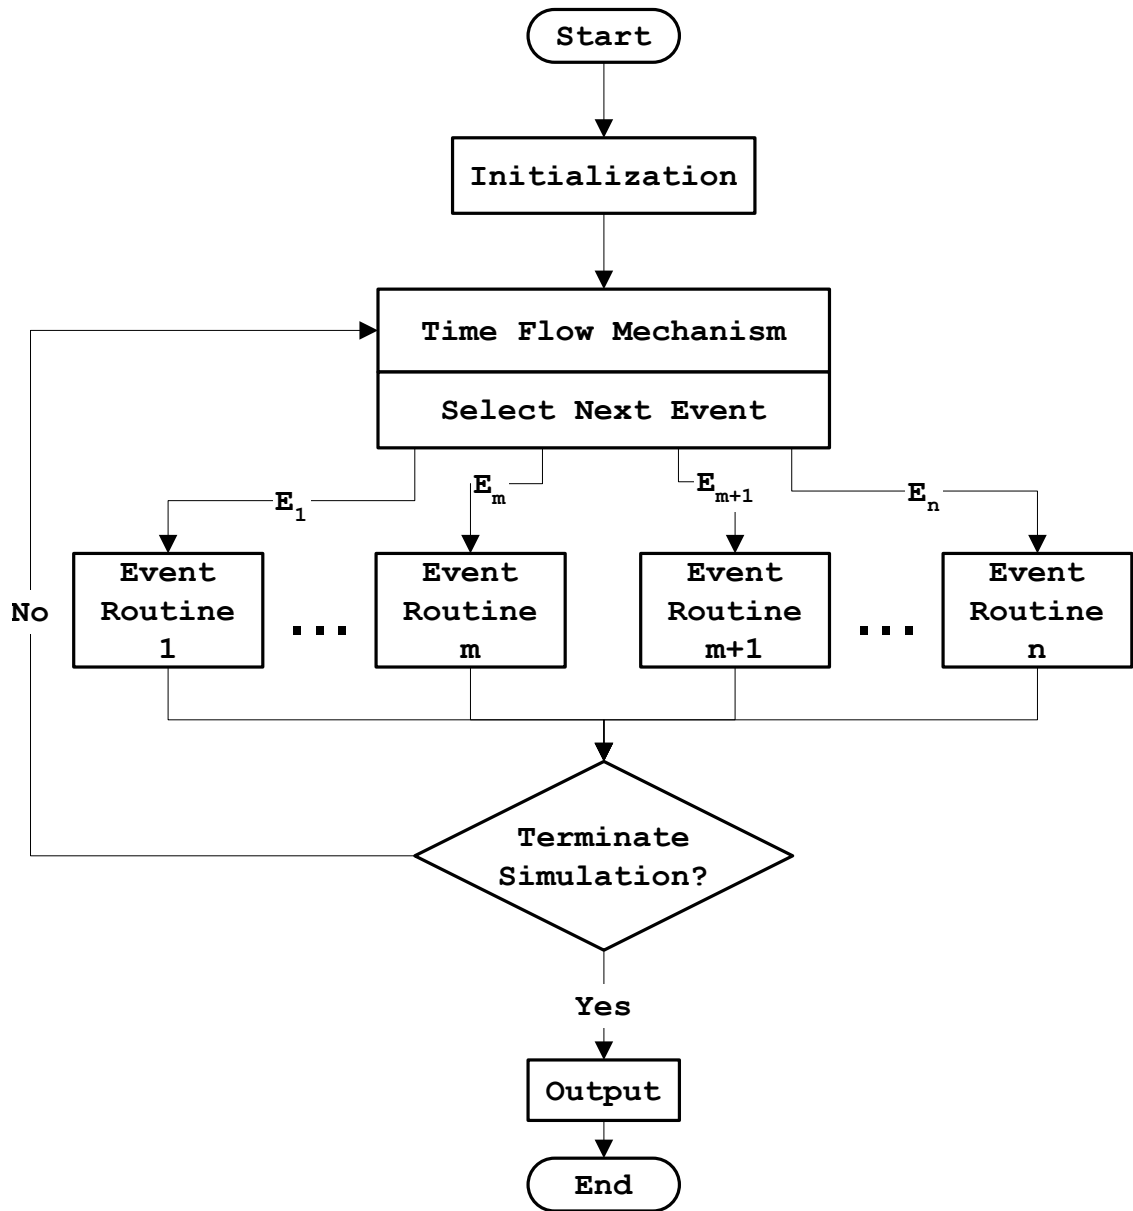 Start
Initialization
Time Flow Mechanism
Select Next Event
E1
Em
Em+1
En
Event
Routine
1
...
Event
Routine
m
Event
Routine
m+1
...
Event
Routine
n
No
Terminate
Simulation?
Yes
Output
End